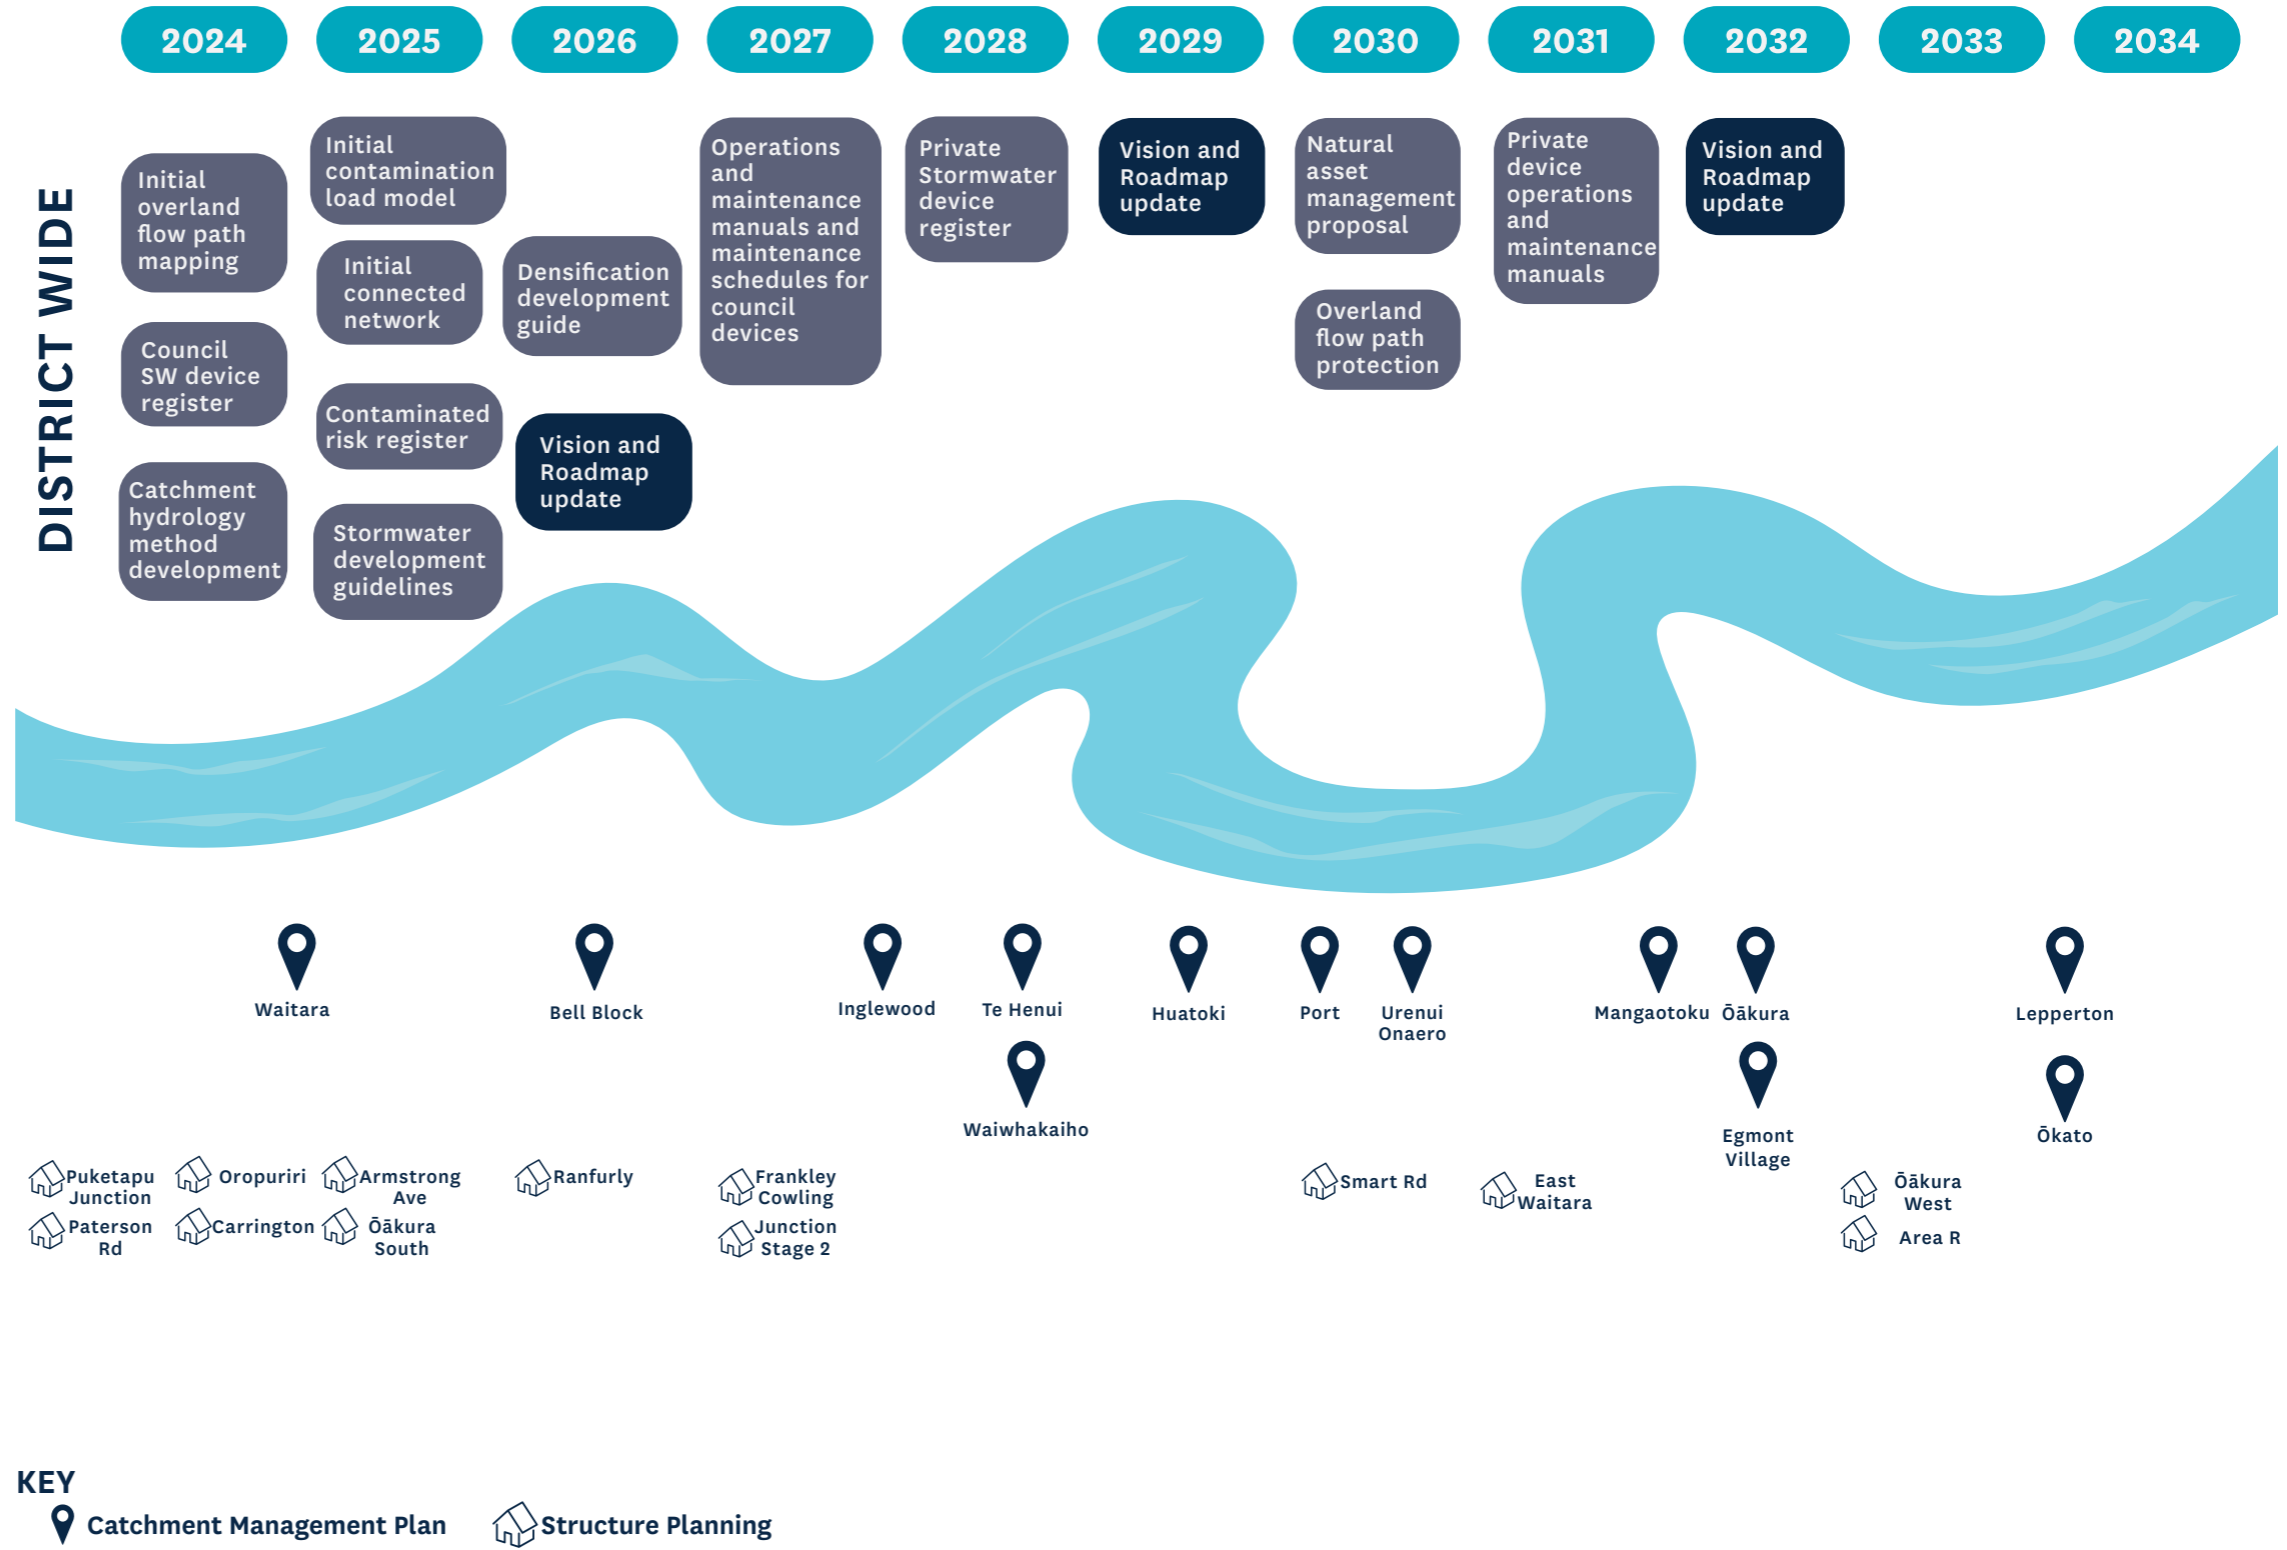 2024 2025 2026 2027 2028 2029 2030 2031 2032 2033 2034
DISTRICT WIDE
Initial
overland
flow path
mapping
Council
SW device
register
Catchment
hydrology
method
development
Initial
contamination
load model
Initial
connected
network
Contaminated
risk register
Stormwater
development
guidelines
Densification
development
guide
Vision and
Roadmap
update
Operations
and
maintenance
manuals and
maintenance
schedules for
council
devices
Private
Stormwater
device
register
Vision and
Roadmap
update
Natural
asset
management
proposal
Overland
flow path
protection
Private
device
operations
and
maintenance
manuals
Vision and
Roadmap
update
Waitara
Bell Block
Inglewood
Te Henui
Waiwhakaiho
Huatoki
Port
Urenui
Onaero
Mangaotoku
Ōākura
Egmont
Village
Lepperton
Ōkato
Puketapu
Junction
Paterson
Rd
Oropuriri
Carrington
Armstrong
Ave
Ōākura
South
Ranfurly
Frankley
Cowling
Junction
Stage 2
Smart Rd
East
Waitara
Ōākura
West
Area R
KEY
Catchment Management Plan
Structure Planning